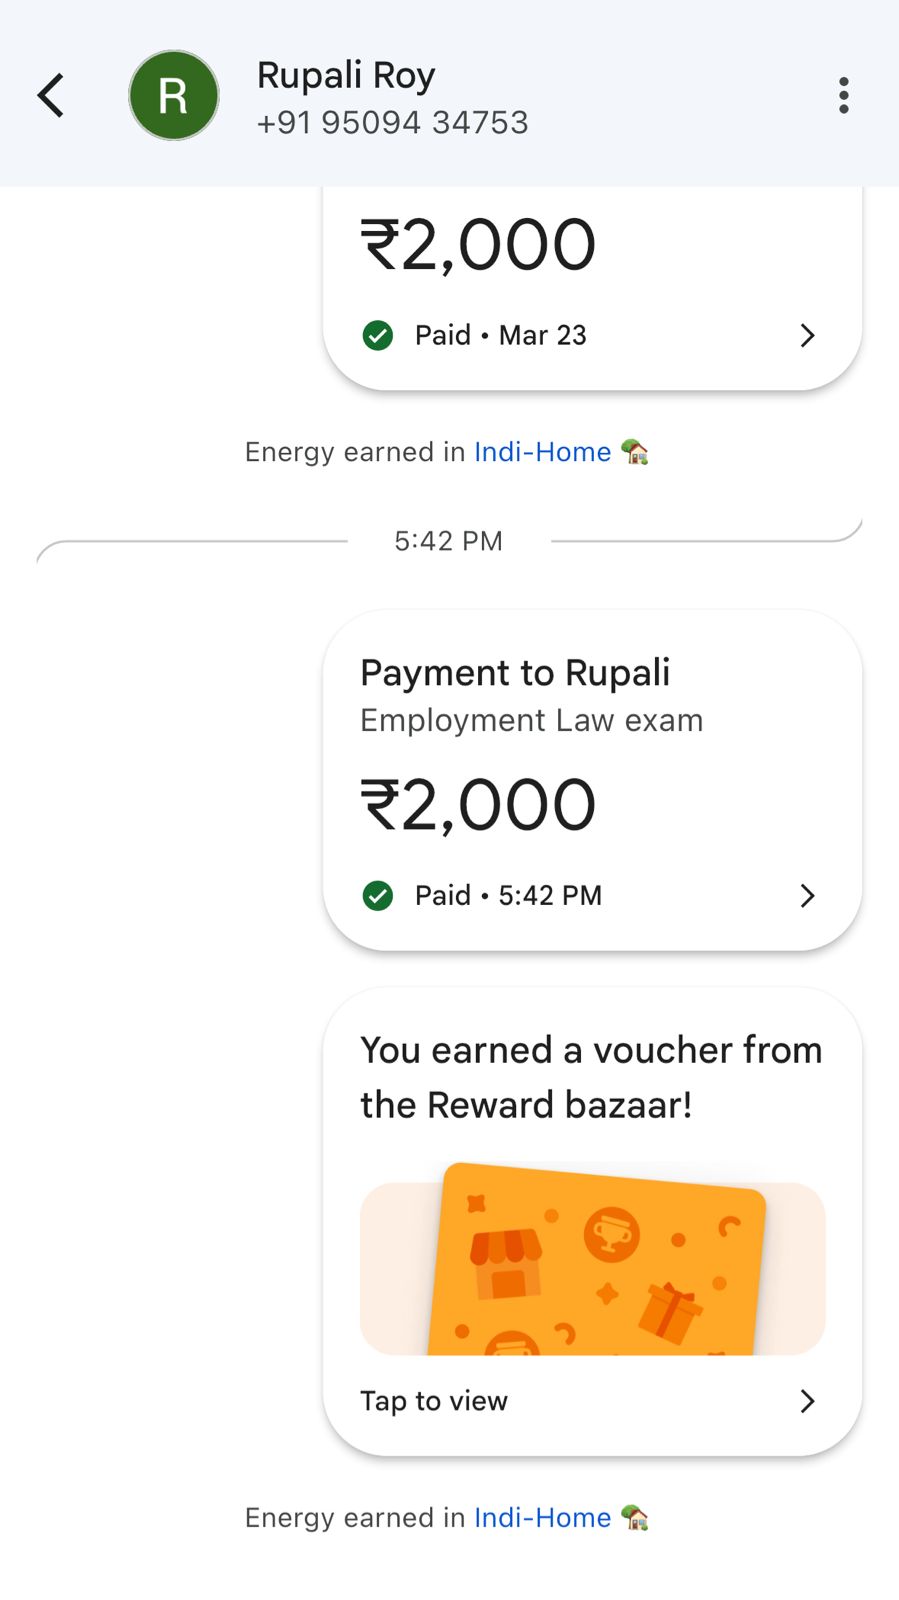 R
Rupali Roy
+91 95094 34753
₹2,000
Paid • Mar 23
Energy earned in Indi-Home
5:42 PM
Payment to Rupali
Employment Law exam
₹2,000
Paid • 5:42 PM
You earned a voucher from
the Reward bazaar!
Tap to view
Energy earned in Indi-Home